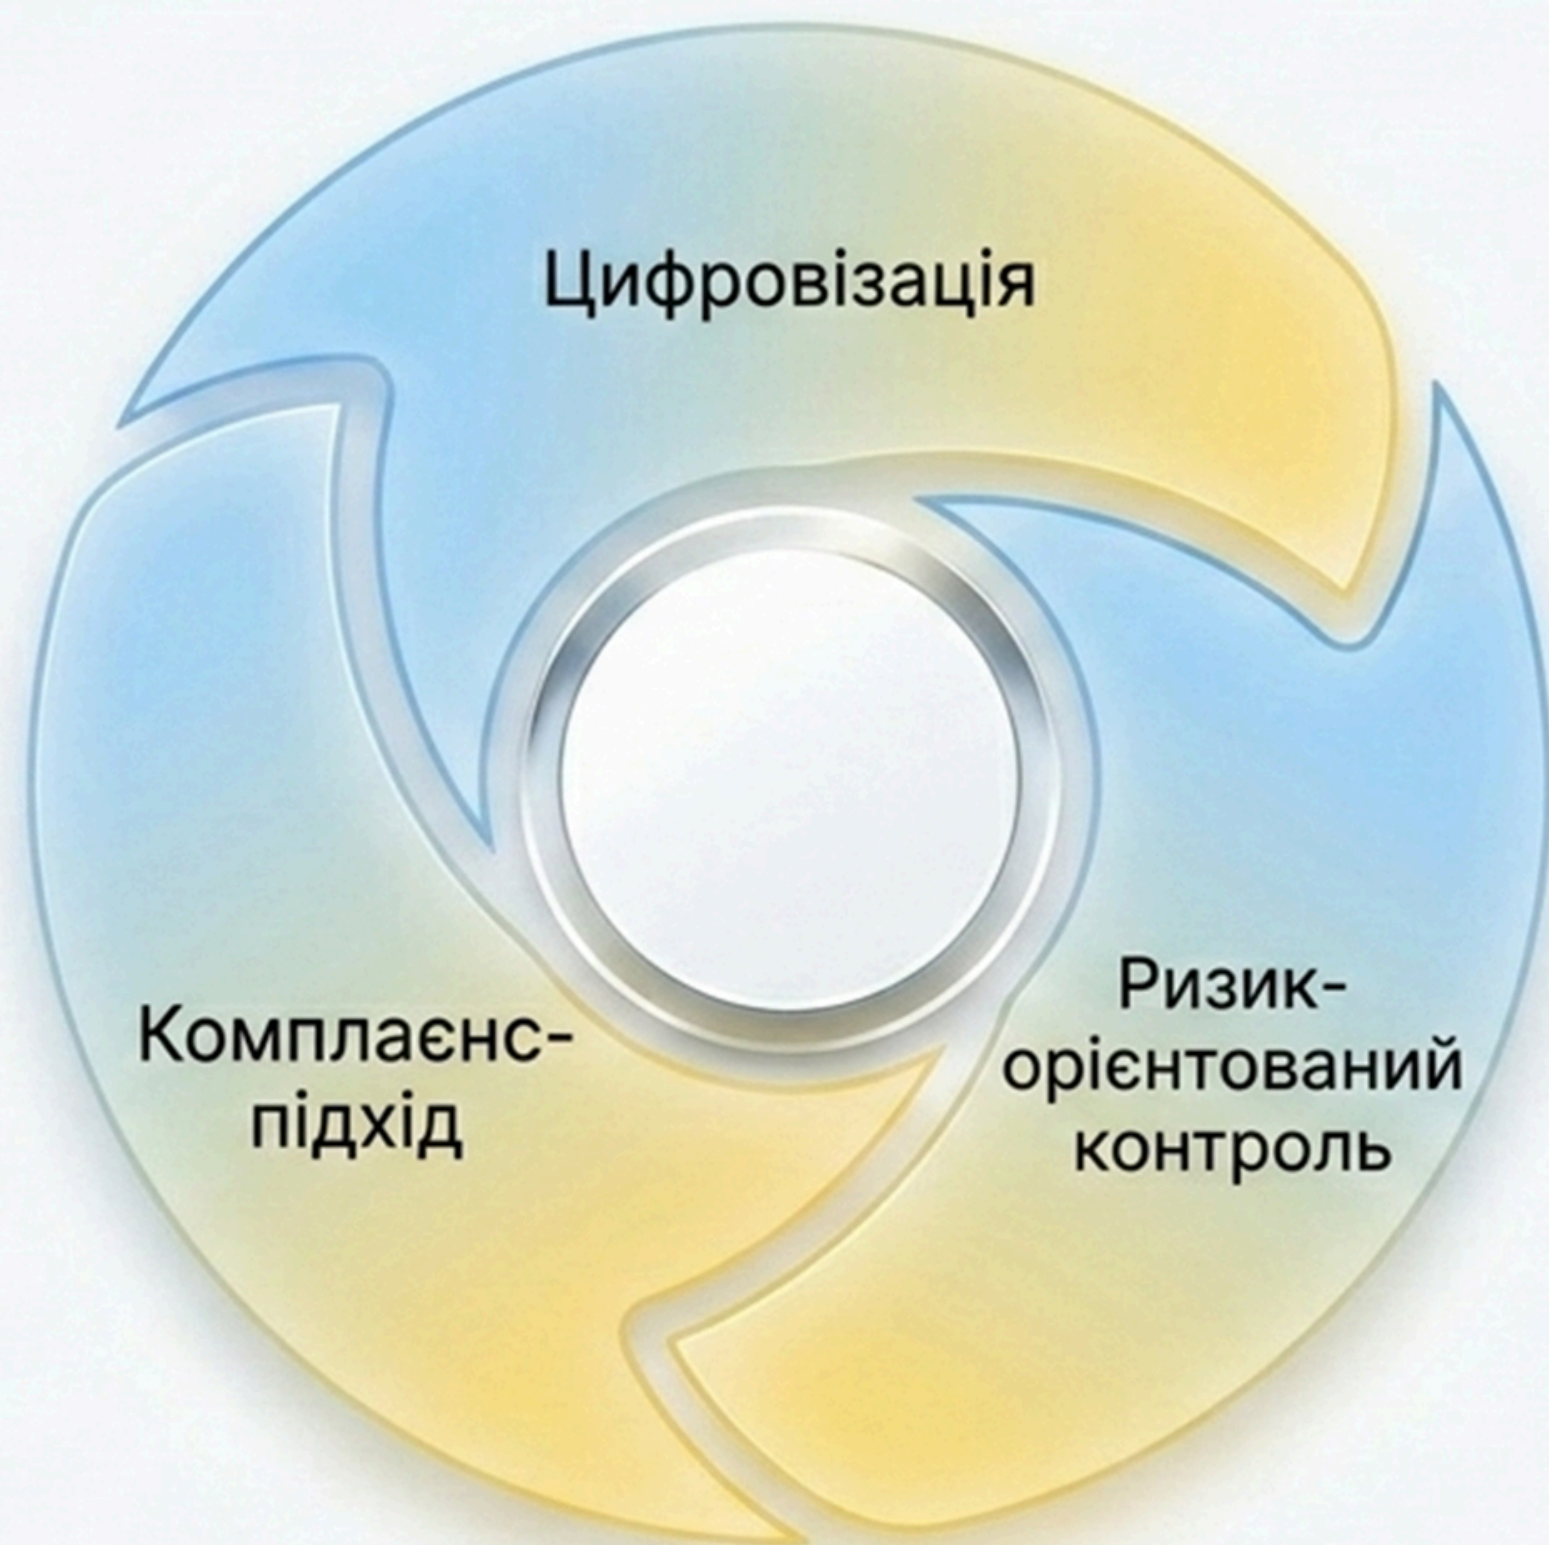 Цифровізація
Ризик-
орієнтований
контроль
Комплаєнс-
підхід